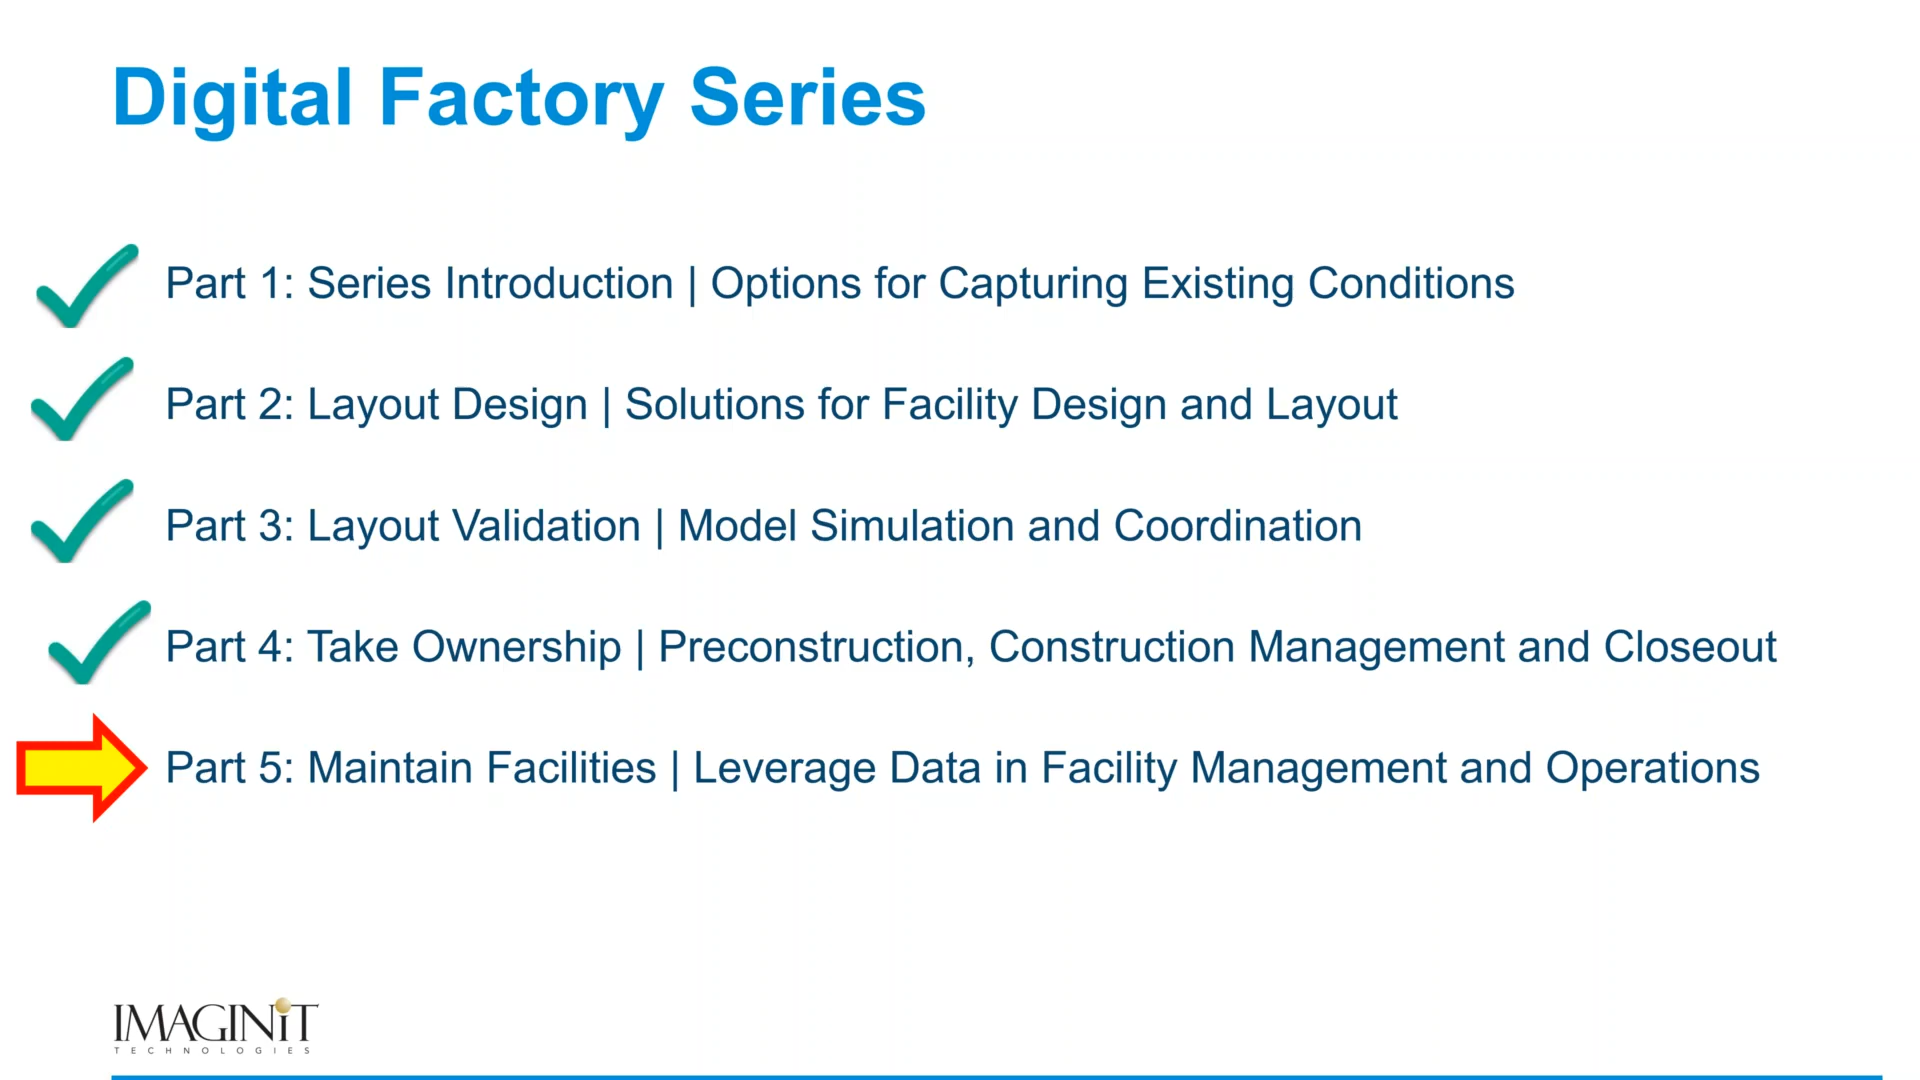 Digital Factory Series
Part 1: Series Introduction | Options for Capturing Existing Conditions
Part 2: Layout Design | Solutions for Facility Design and Layout
Part 3: Layout Validation | Model Simulation and Coordination
Part 4: Take Ownership | Preconstruction, Construction Management and Closeout
Part 5: Maintain Facilities | Leverage Data in Facility Management and Operations
IMAGINiT
TECHNOLOGIES